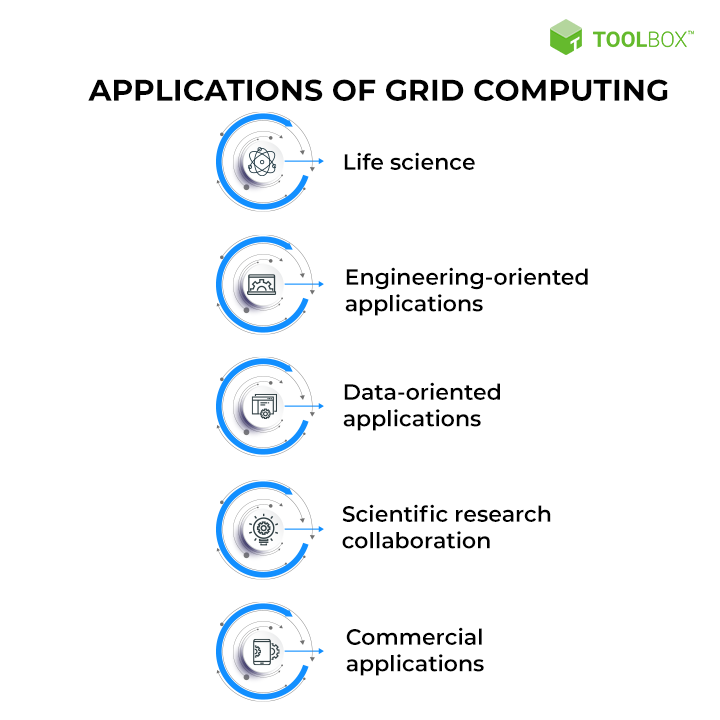 TOOLBOX™
APPLICATIONS OF GRID COMPUTING
Life science
Engineering-oriented
applications
Data-oriented
applications
Scientific research
collaboration
Commercial
applications